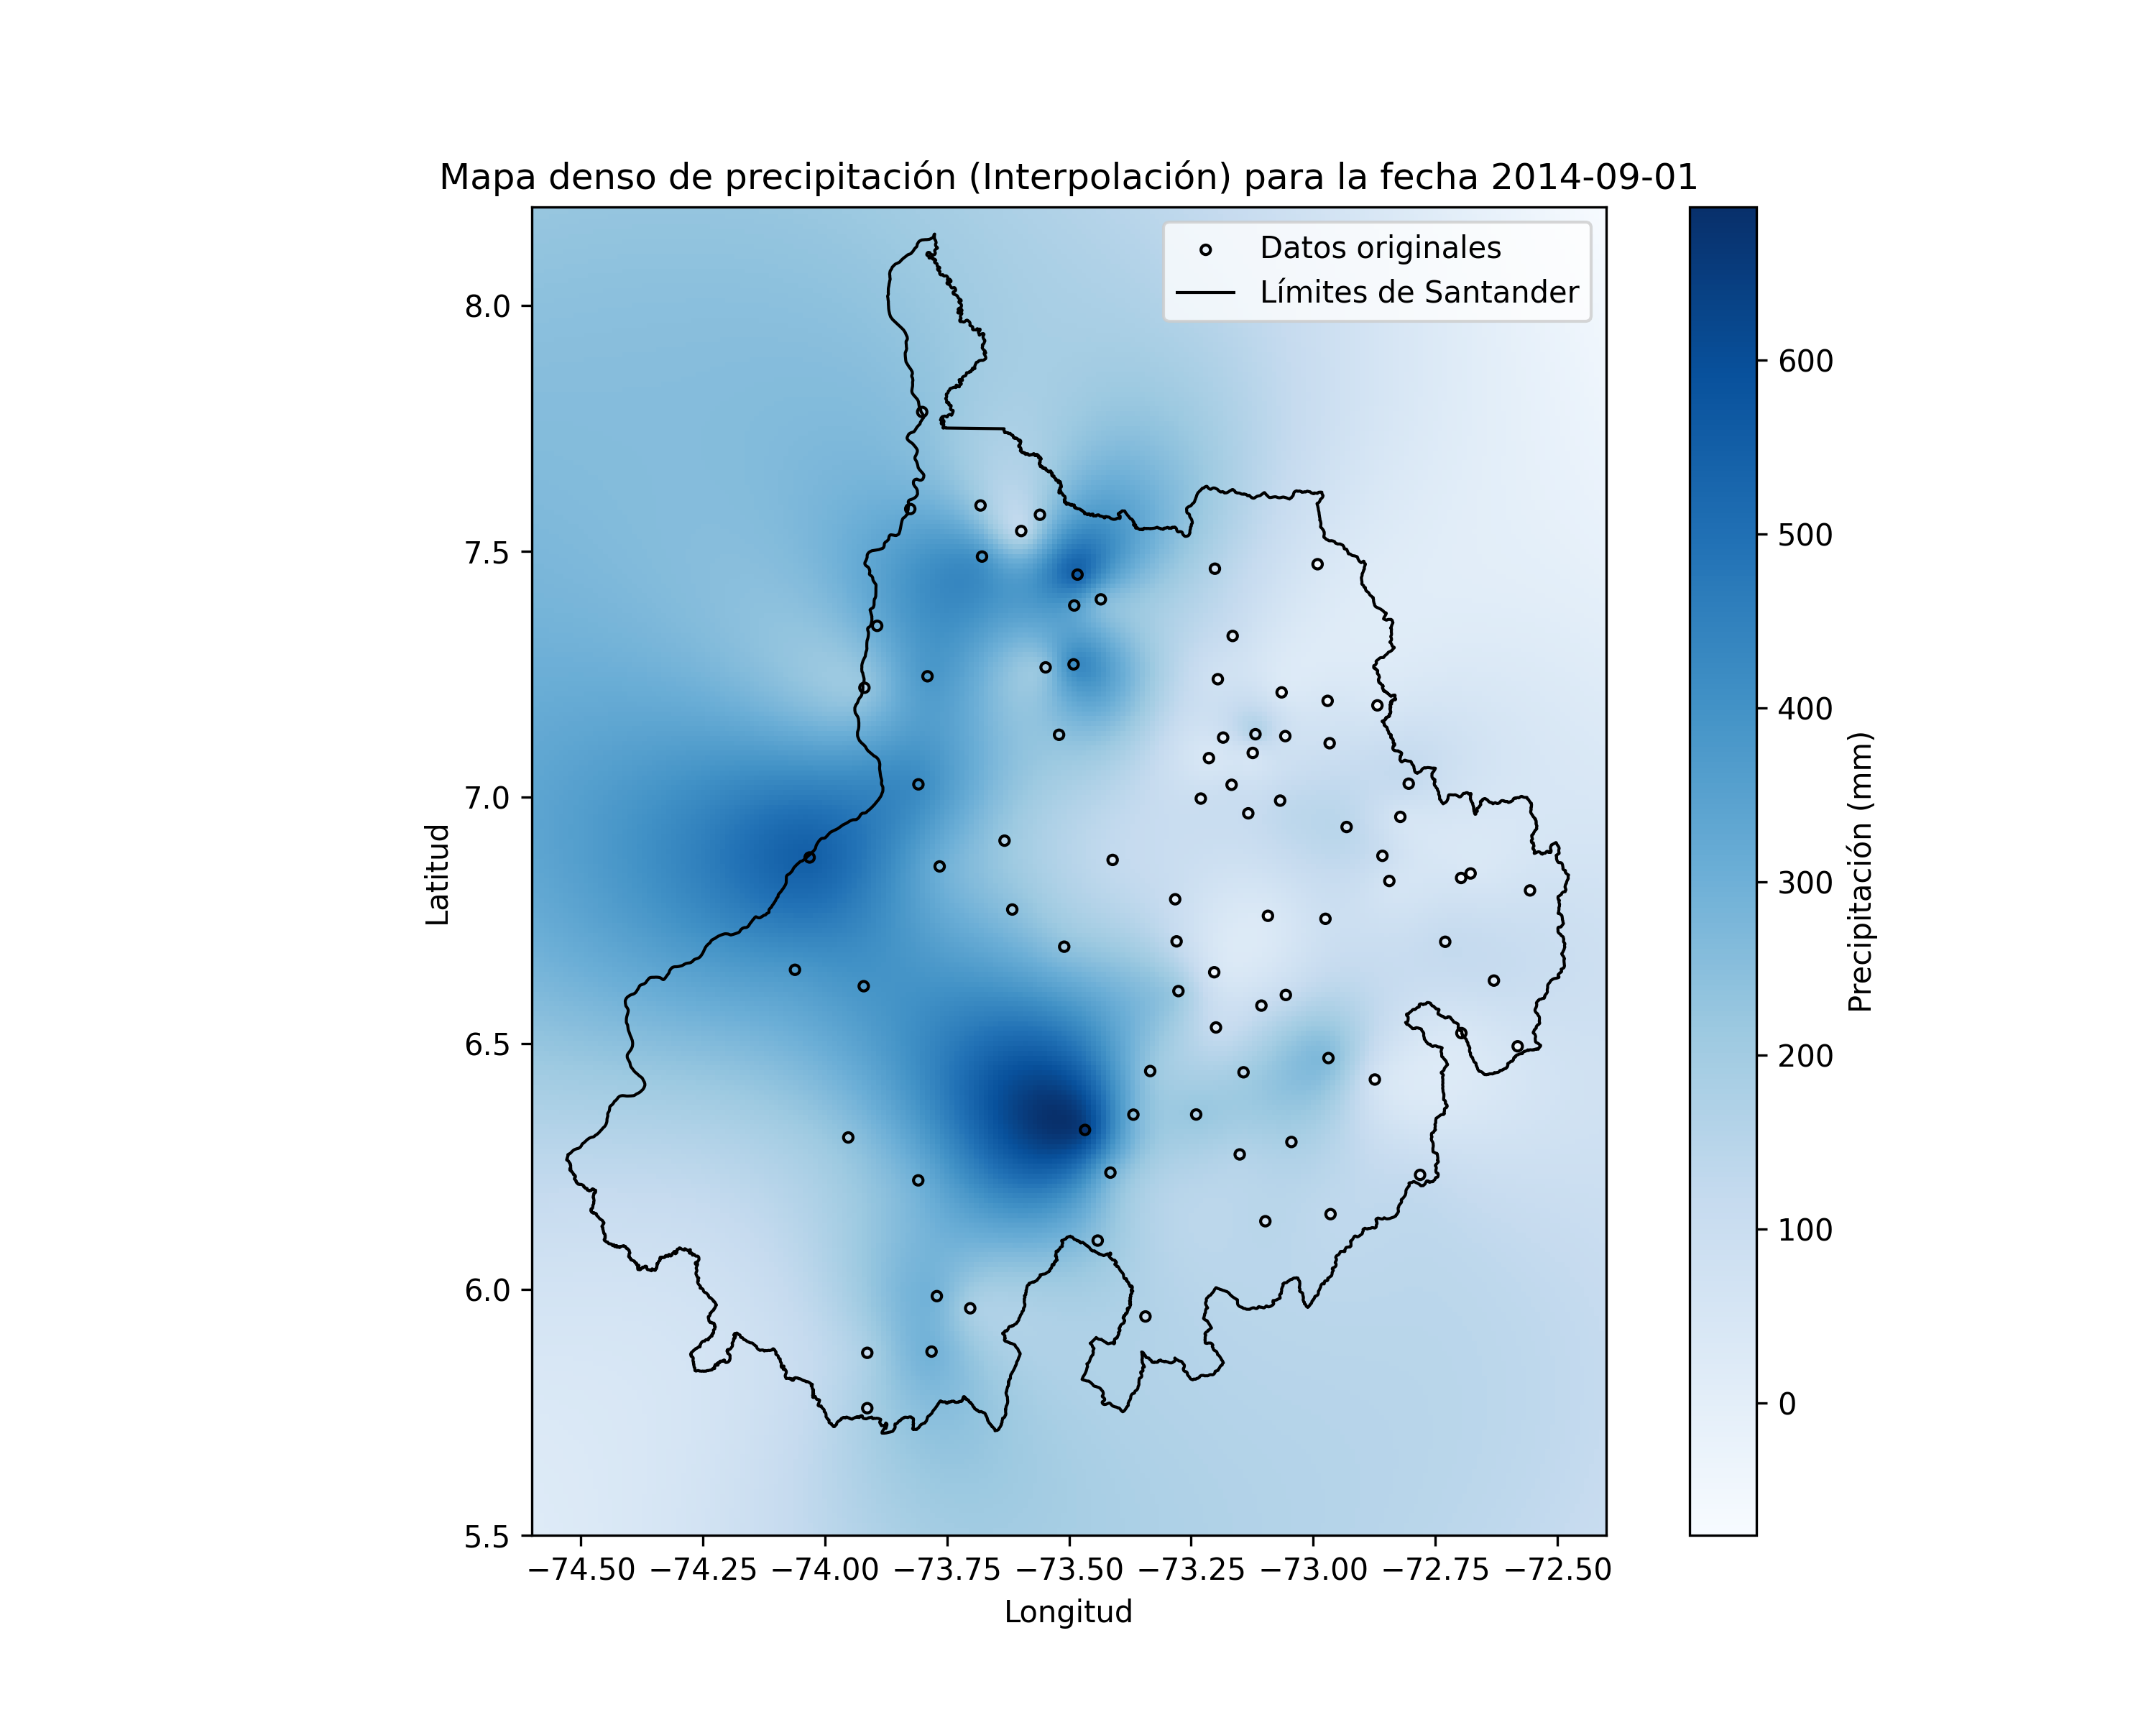 Mapa denso de precipitación (Interpolación) para la fecha 2014-09-01
Datos originales
Límites de Santander
8.0
7.5
7.0
6.5
6.0
5.5
Latitud
−74.50 −74.25 −74.00 −73.75 −73.50 −73.25 −73.00 −72.75 −72.50
Longitud
600
500
400
300
200
100
0
Precipitación (mm)